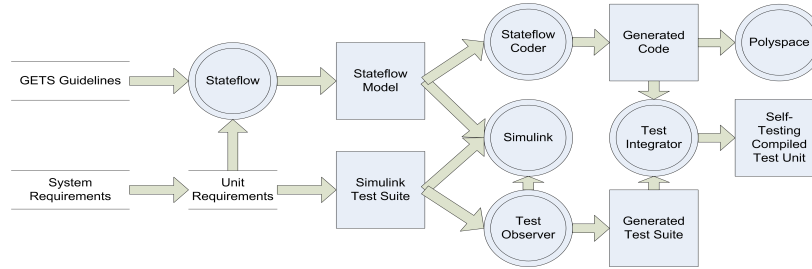 GETS Guidelines
Stateflow
Stateflow
Model
Stateflow
Coder
Generated
Code
Polyspace
Simulink
Test
Integrator
Self-
Testing
Compiled
Test Unit
System
Requirements
Unit
Requirements
Simulink
Test Suite
Test
Observer
Generated
Test Suite